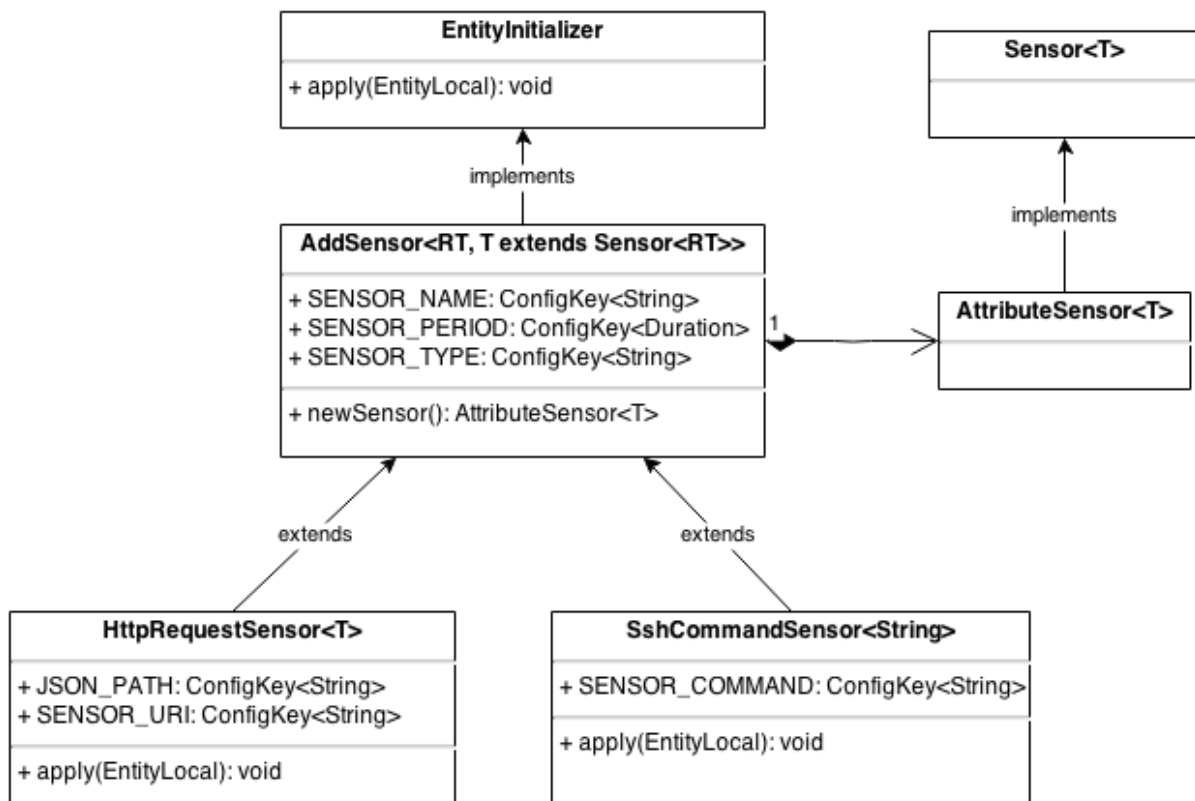 EntityInitializer
+ apply(EntityLocal): void
Sensor<T>
implements
implements
AddSensor<RT, T extends Sensor<RT>>
+ SENSOR_NAME: ConfigKey<String>
+ SENSOR_PERIOD: ConfigKey<Duration>
+ SENSOR_TYPE: ConfigKey<String>
+ newSensor(): AttributeSensor<T>
1
AttributeSensor<T>
extends
extends
HttpRequestSensor<T>
+ JSON_PATH: ConfigKey<String>
+ SENSOR_URI: ConfigKey<String>
+ apply(EntityLocal): void
SshCommandSensor<String>
+ SENSOR_COMMAND: ConfigKey<String>
+ apply(EntityLocal): void